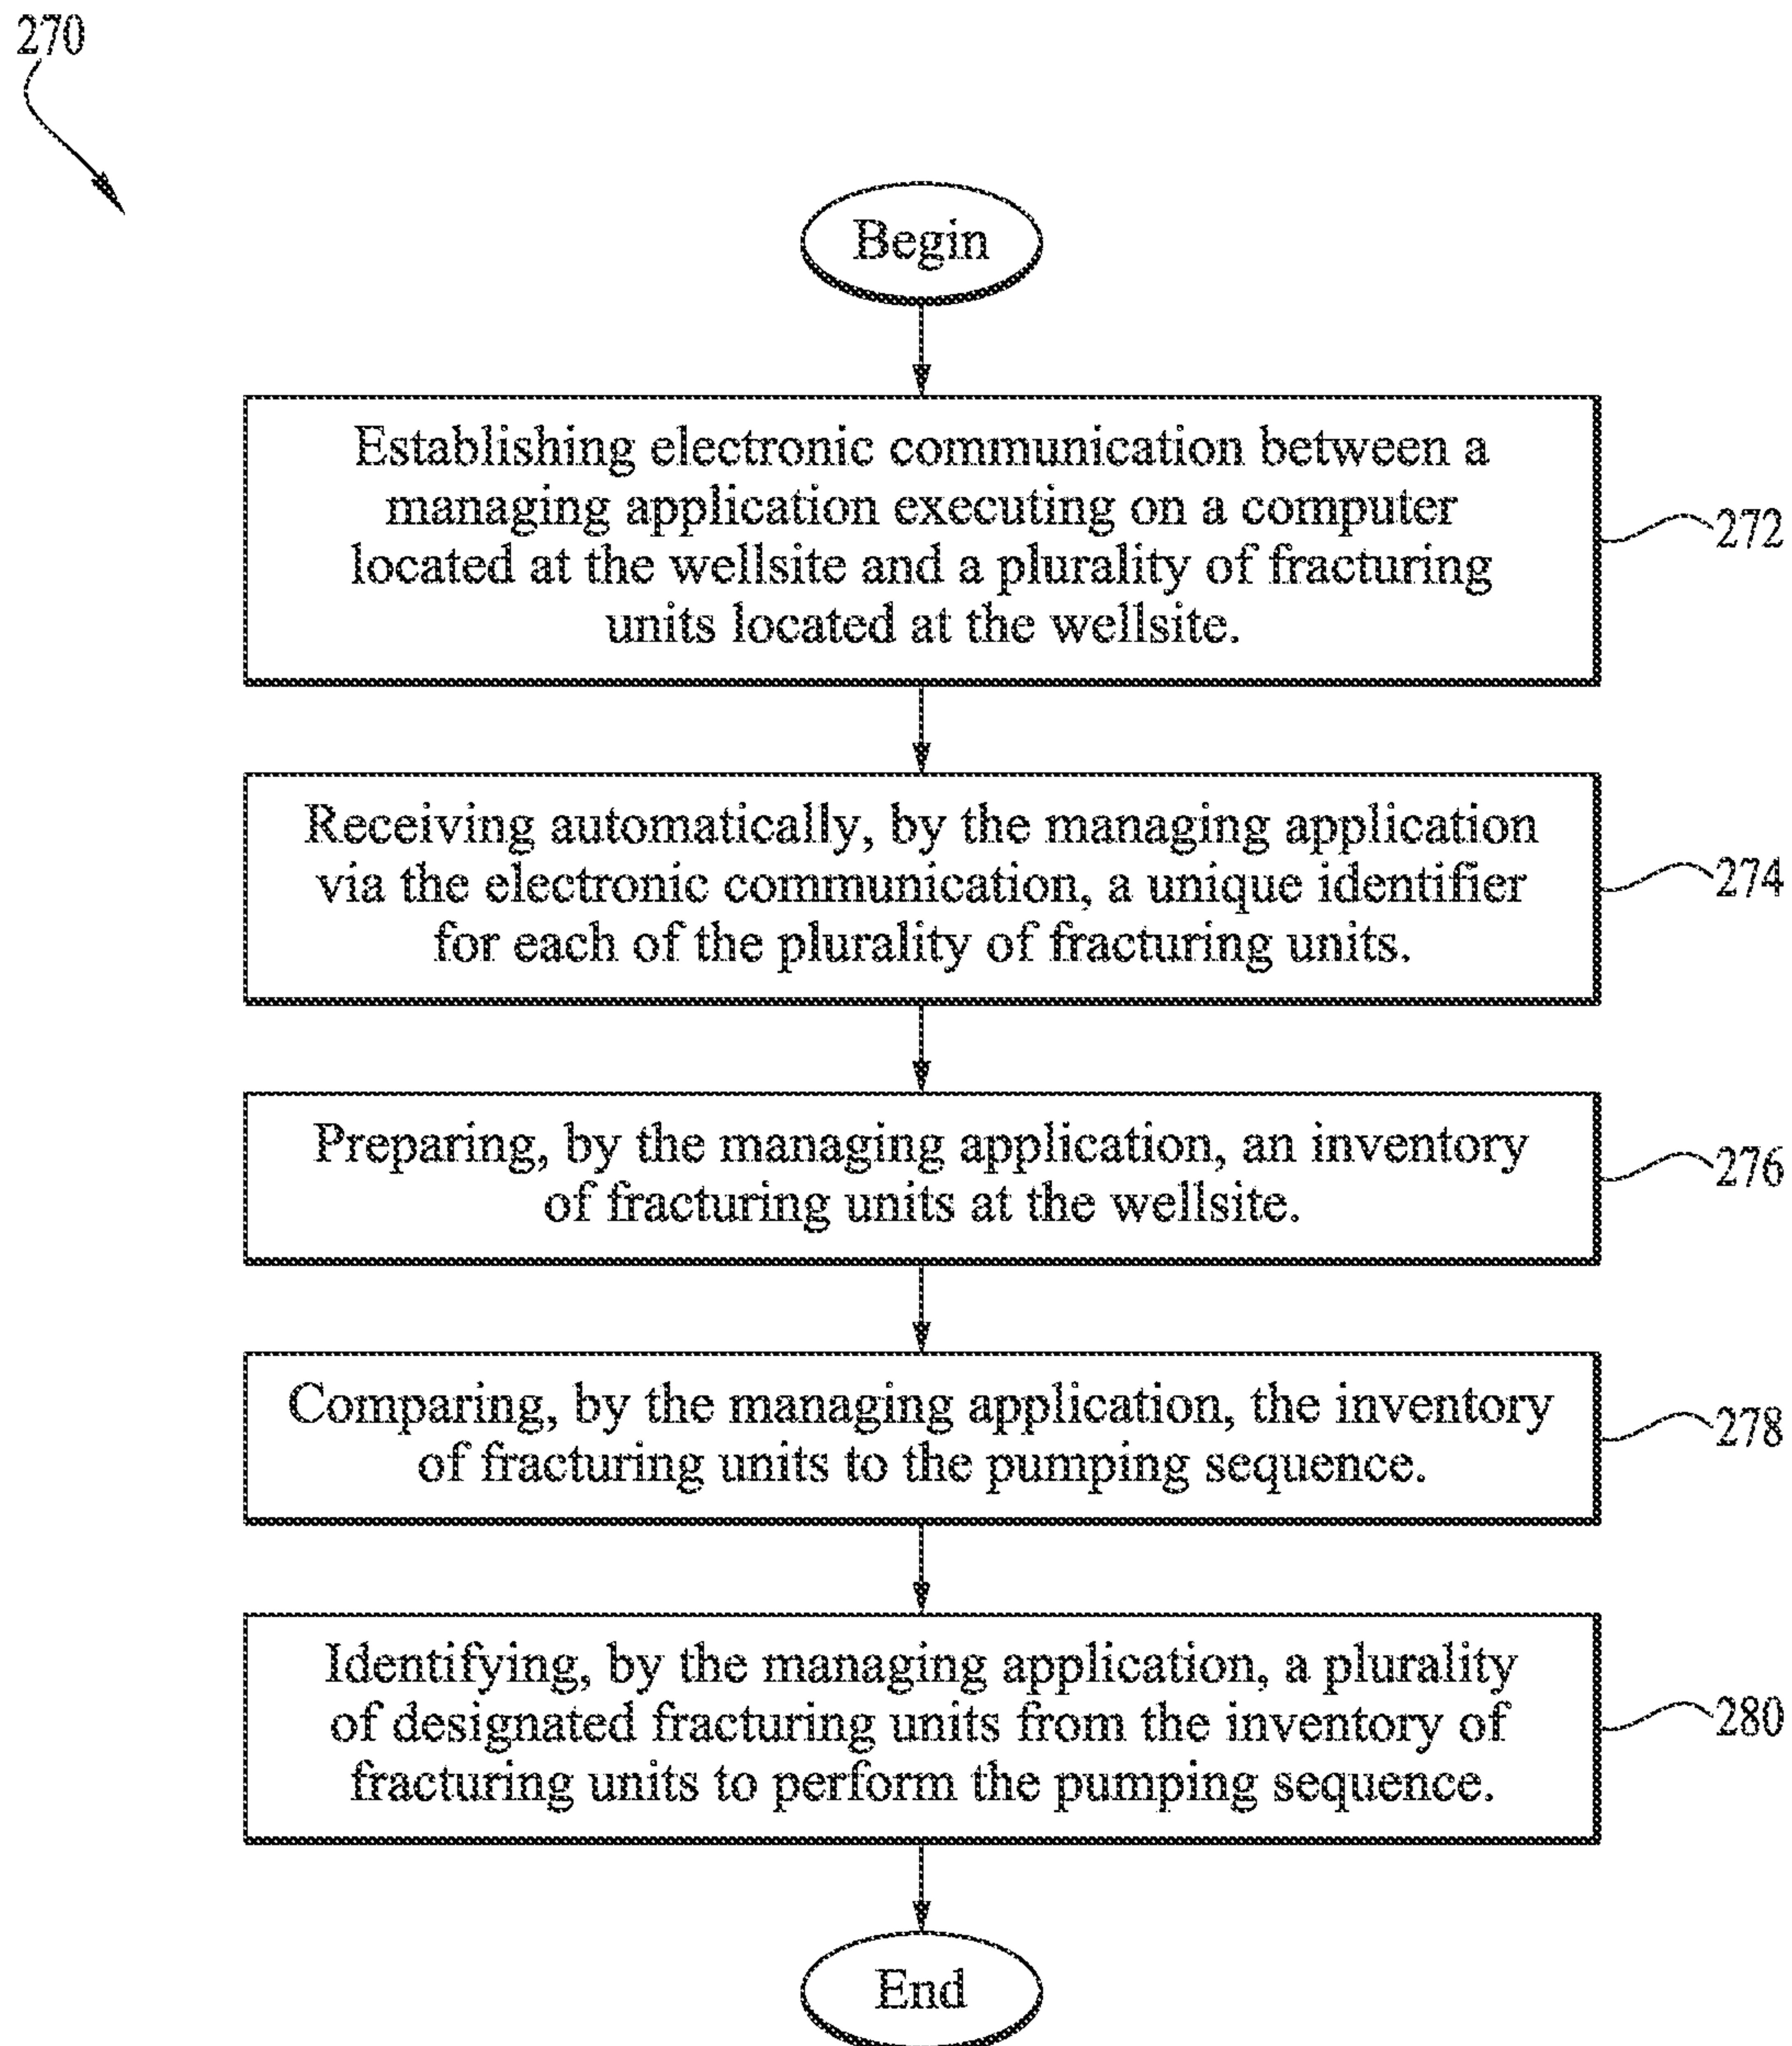 270
Begin
Establishing electronic communication between a
managing application executing on a computer
located at the wellsite and a plurality of fracturing
units located at the wellsite.
272
Receiving automatically, by the managing application
via the electronic communication, a unique identifier
for each of the plurality of fracturing units.
274
Preparing, by the managing application, an inventory
of fracturing units at the wellsite.
276
Comparing, by the managing application, the inventory
of fracturing units to the pumping sequence.
278
Identifying, by the managing application, a plurality
of designated fracturing units from the inventory of
fracturing units to perform the pumping sequence.
280
End